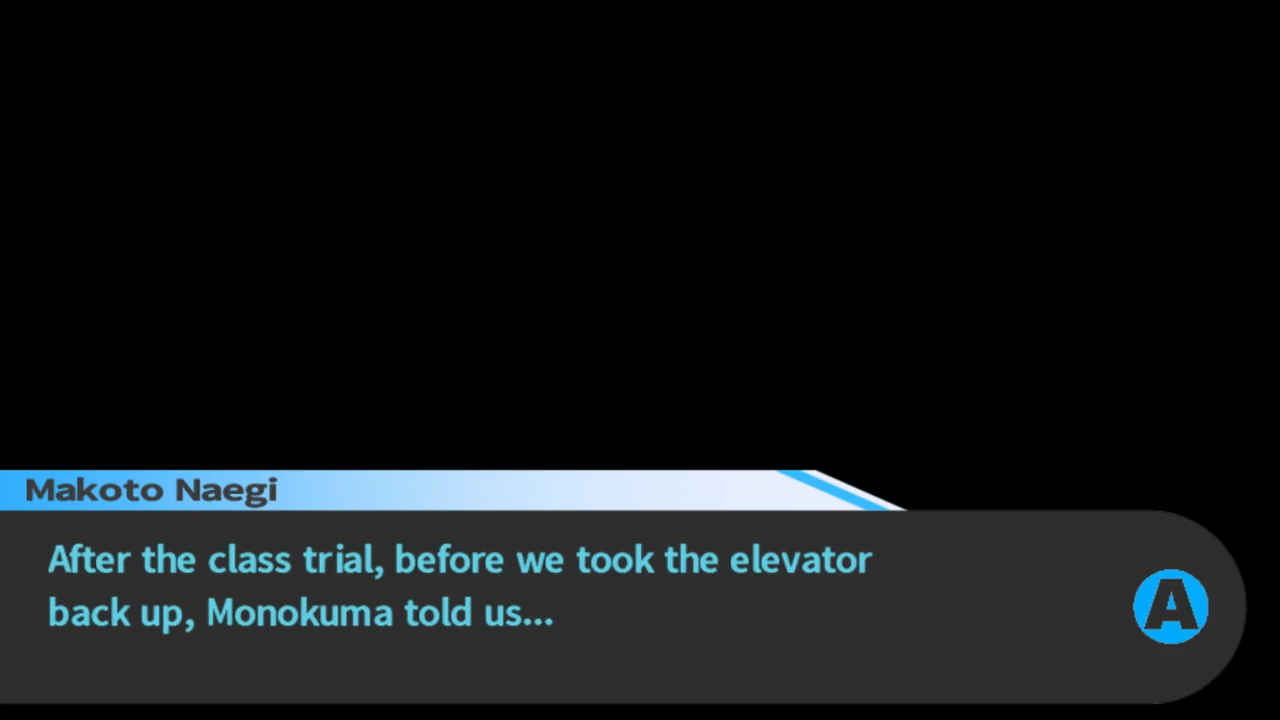 Makoto Naegi
After the class trial, before we took the elevator
back up, Monokuma told us...
A